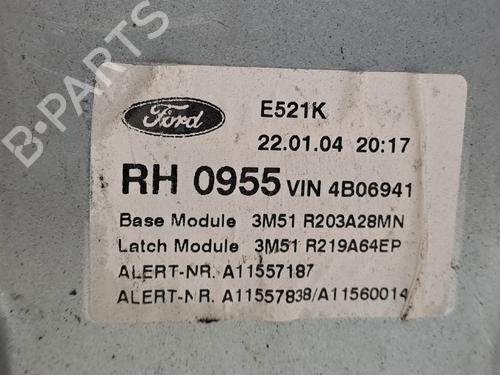 B-PARTS
Ford
E521K
22.01.04 20:17
RH 0955 VIN 4B06941
Base Module 3M51 R203A28MN
Latch Module 3M51 R219A64EP
ALERT-NR. A11557187
ALERT-NR. A11557838/A11560014